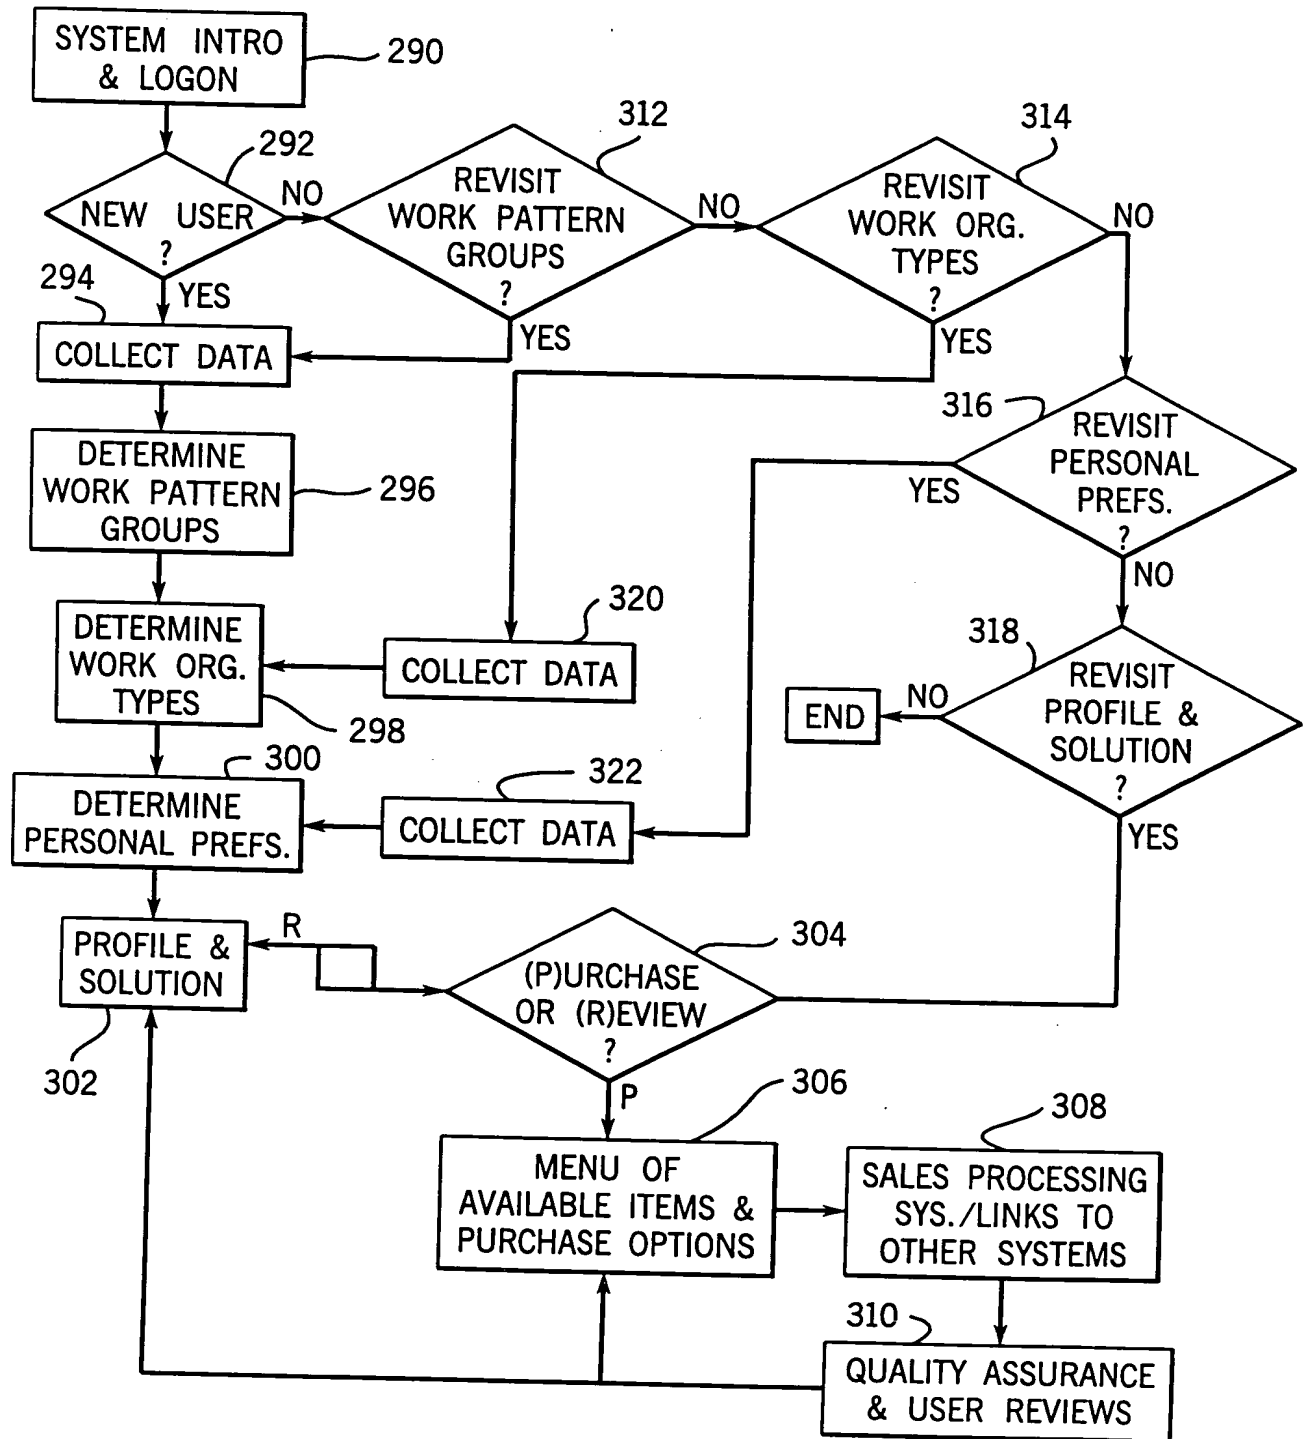 SYSTEM INTRO
& LOGON
290
292
NEW USER
?
NO
YES
312
REVISIT
WORK PATTERN
GROUPS
?
NO
YES
314
REVISIT
WORK ORG.
TYPES
?
NO
YES
294
COLLECT DATA
DETERMINE
WORK PATTERN
GROUPS
296
316
REVISIT
PERSONAL
PREFS.
?
YES
NO
DETERMINE
WORK ORG.
TYPES
298
320
COLLECT DATA
318
REVISIT
PROFILE &
SOLUTION
?
NO
END
YES
300
DETERMINE
PERSONAL PREFS.
322
COLLECT DATA
PROFILE &
SOLUTION
302
R
304
(P)URCHASE
OR (R)EVIEW
?
P
306
MENU OF
AVAILABLE ITEMS &
PURCHASE OPTIONS
308
SALES PROCESSING
SYS./LINKS TO
OTHER SYSTEMS
310
QUALITY ASSURANCE
& USER REVIEWS